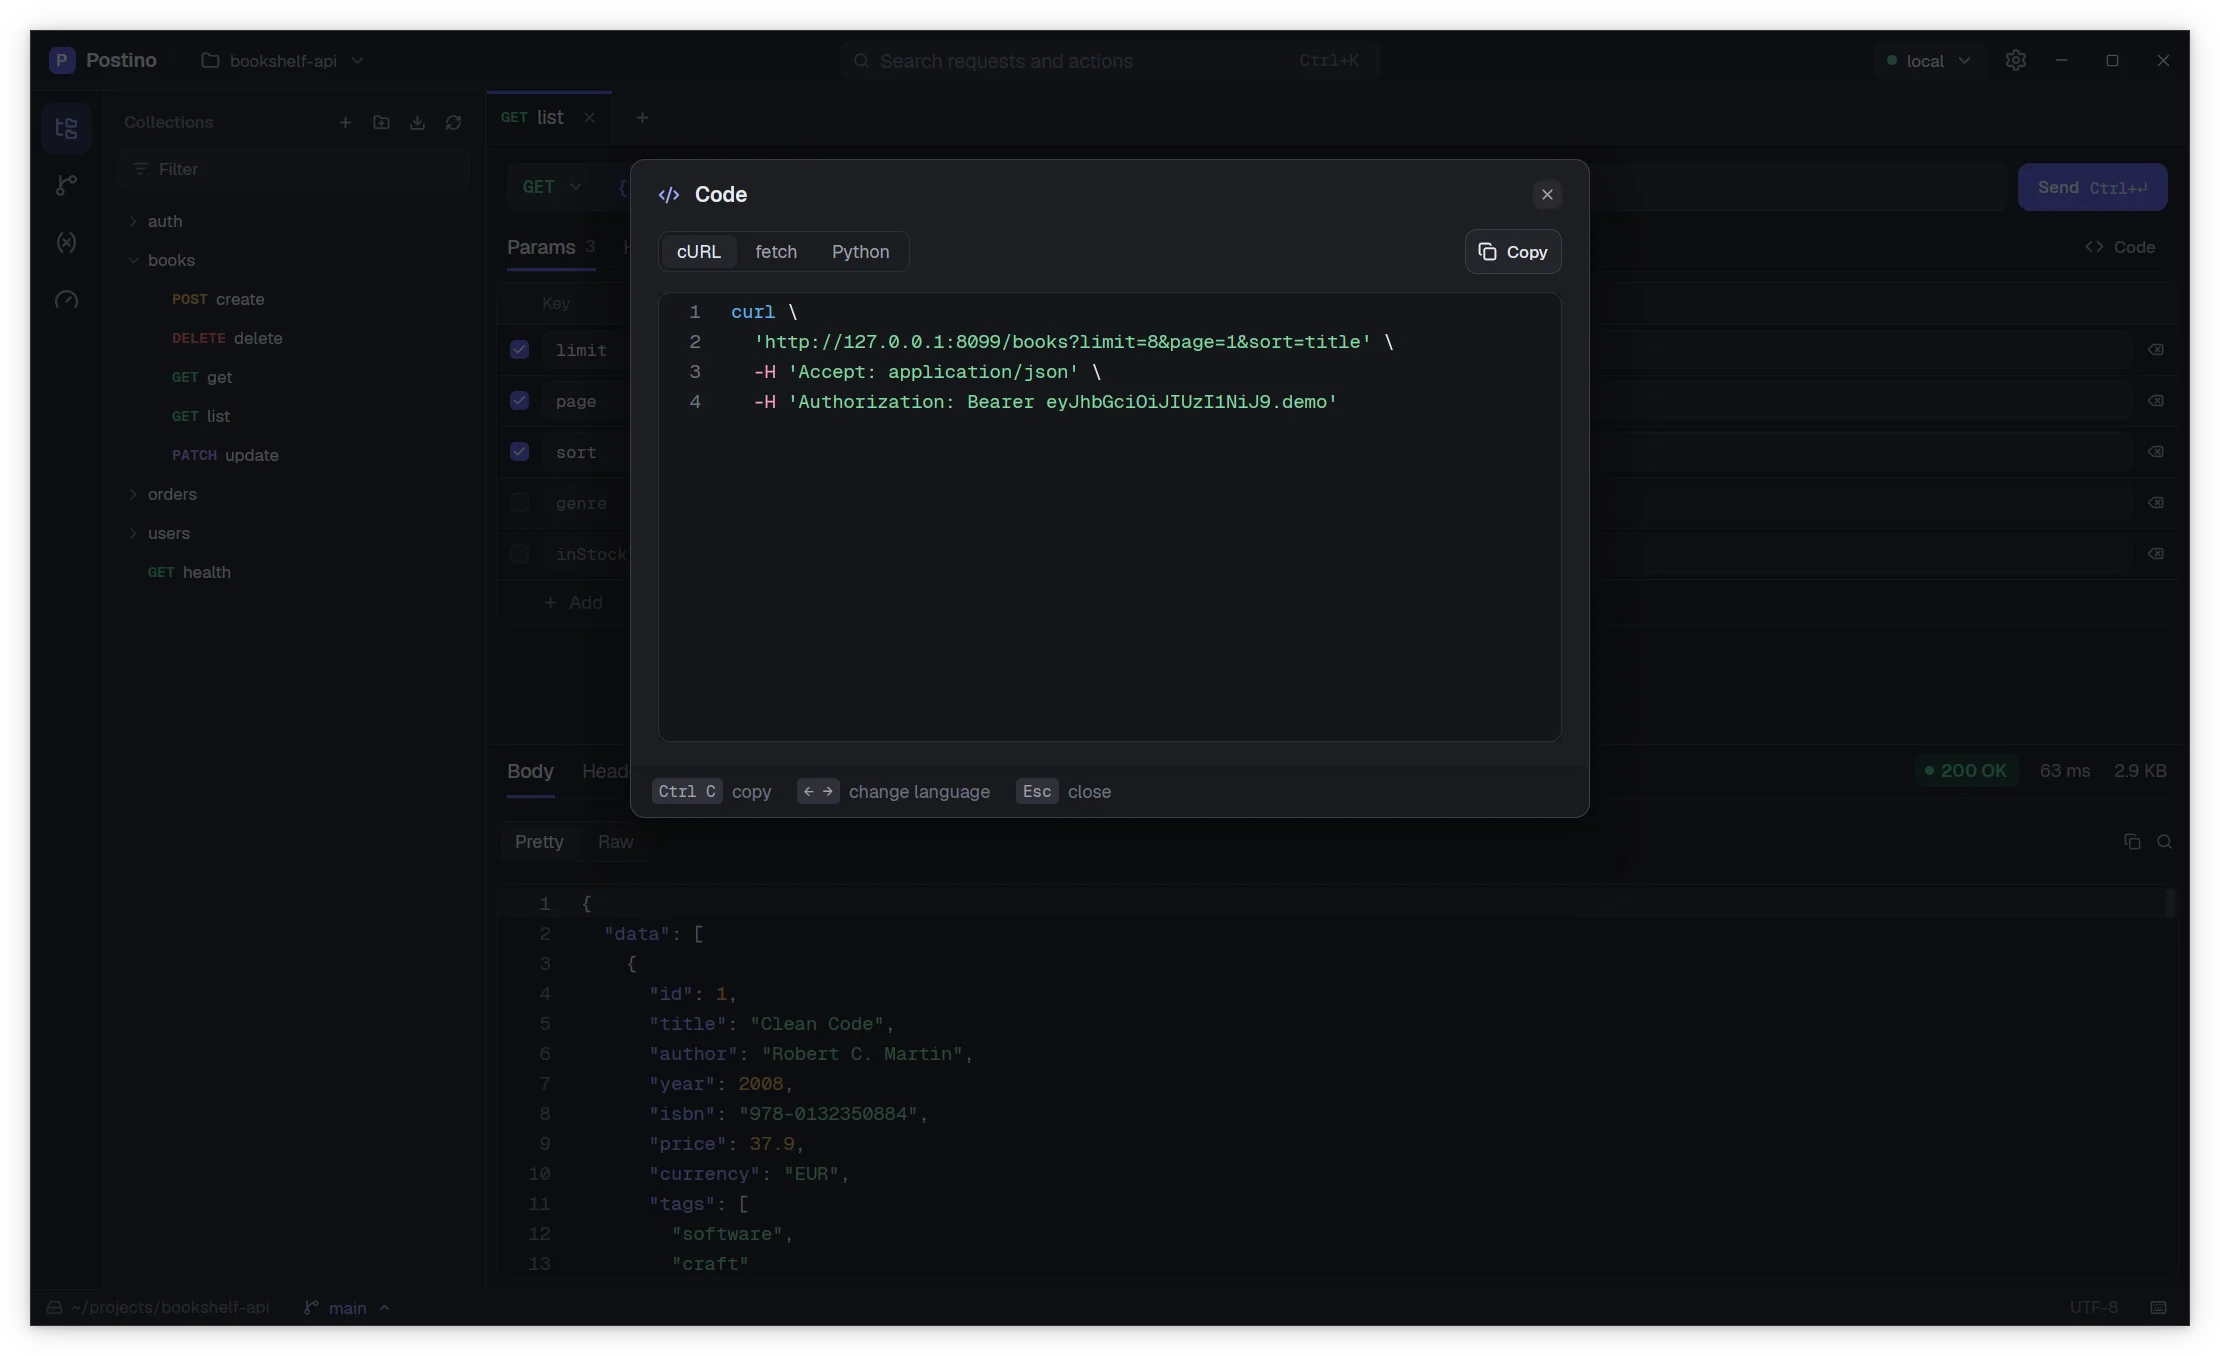 P Postino
bookshelf-api
Search requests and actions Ctrl+K
local
Collections
GET list
Filter
auth
books
POST create
DELETE delete
GET get
GET list
PATCH update
orders
users
GET health
GET {
Send Ctrl+↵
Params 3
Code
Key
limit
page
sort
genre
inStock
Add
Code
cURL fetch Python
Copy
1 curl \
2 'http://127.0.0.1:8099/books?limit=8&page=1&sort=title' \
3 -H 'Accept: application/json' \
4 -H 'Authorization: Bearer eyJhbGciOiJIUzI1NiJ9.demo'
Ctrl C copy ← → change language Esc close
Body Head
200 OK 63 ms 2.9 KB
Pretty Raw
1 {
2 "data": [
3 {
4 "id": 1,
5 "title": "Clean Code",
6 "author": "Robert C. Martin",
7 "year": 2008,
8 "isbn": "978-0132350884",
9 "price": 37.9,
10 "currency": "EUR",
11 "tags": [
12 "software",
13 "craft"
~/projects/bookshelf-api main
UTF-8